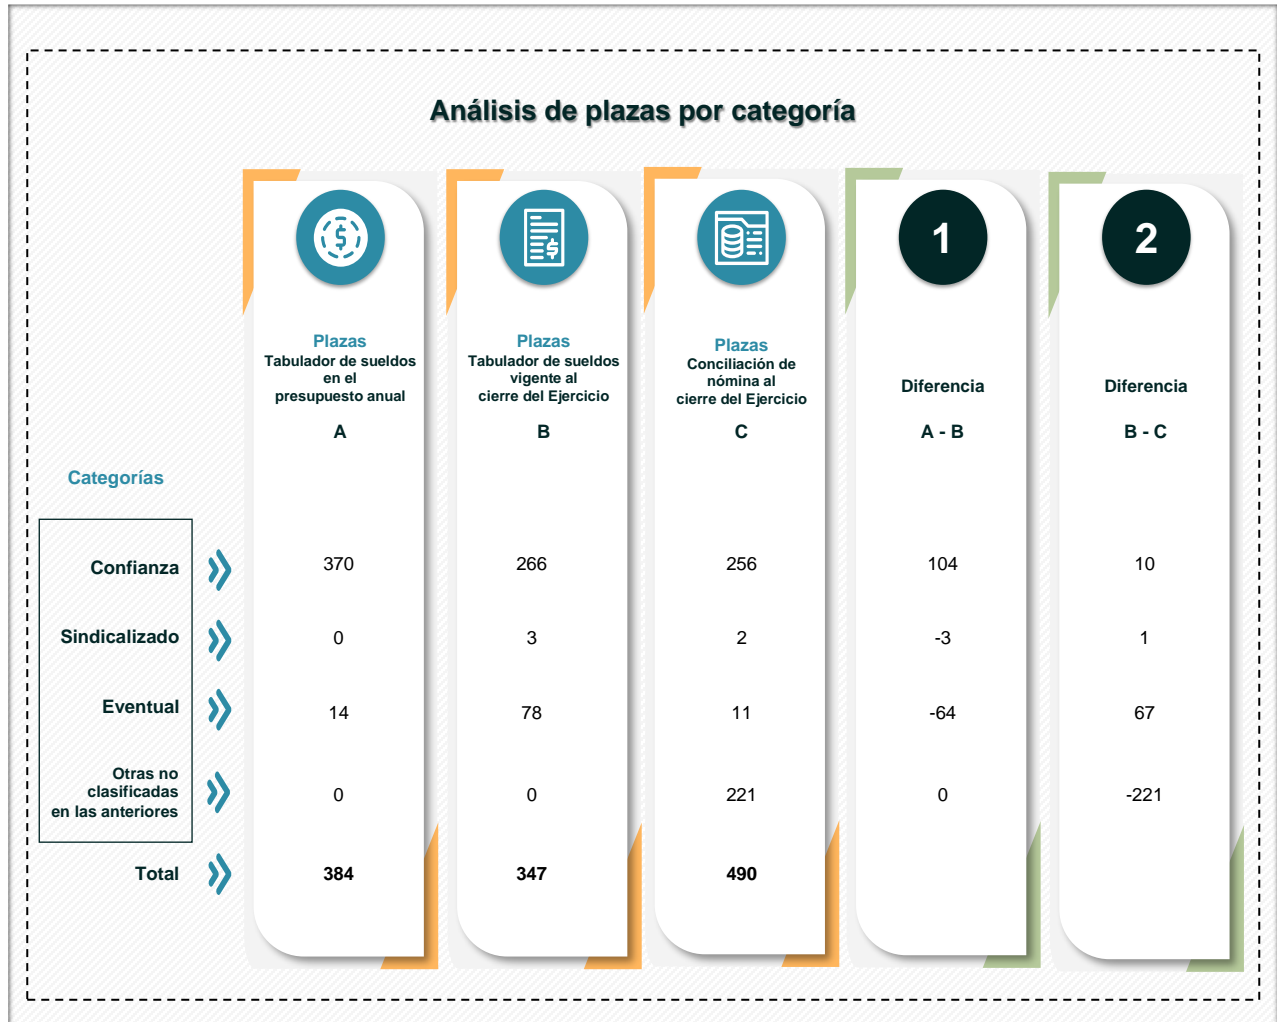 Análisis de plazas por categoría
1
2
Plazas
Tabulador de sueldos
en el
presupuesto anual
A
Plazas
Tabulador de sueldos
vigente al
cierre del Ejercicio
B
Plazas
Conciliación de
nómina al
cierre del Ejercicio
C
Diferencia
A - B
Diferencia
B - C
Categorías
Confianza 370 266 256 104 10
Sindicalizado 0 3 2 -3 1
Eventual 14 78 11 -64 67
Otras no
clasificadas
en las anteriores 0 0 221 0 -221
Total 384 347 490